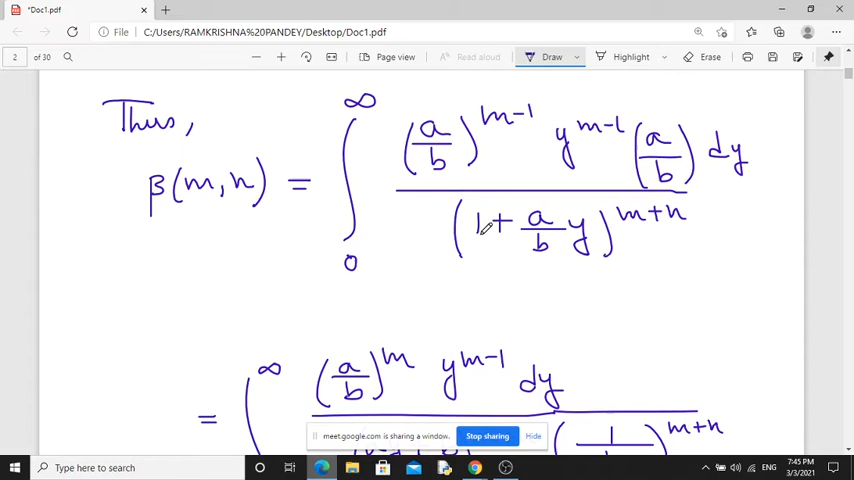 *Doc1.pdf
File C:/Users/RAMKRISHNA%20PANDEY/Desktop/Doc1.pdf
2 of 30 Page view Read aloud Draw Highlight Erase
Thus,
β(m,n) = ∫₀^∞ (a/b)^(m-1) y^(m-1) (a/b) dy / (1 + a/b y)^(m+n)
= ∫^∞ (a/b)^m y^(m-1) dy
m+n
meet.google.com is sharing a window. Stop sharing Hide
Type here to search
ENG 7:45 PM
3/3/2021